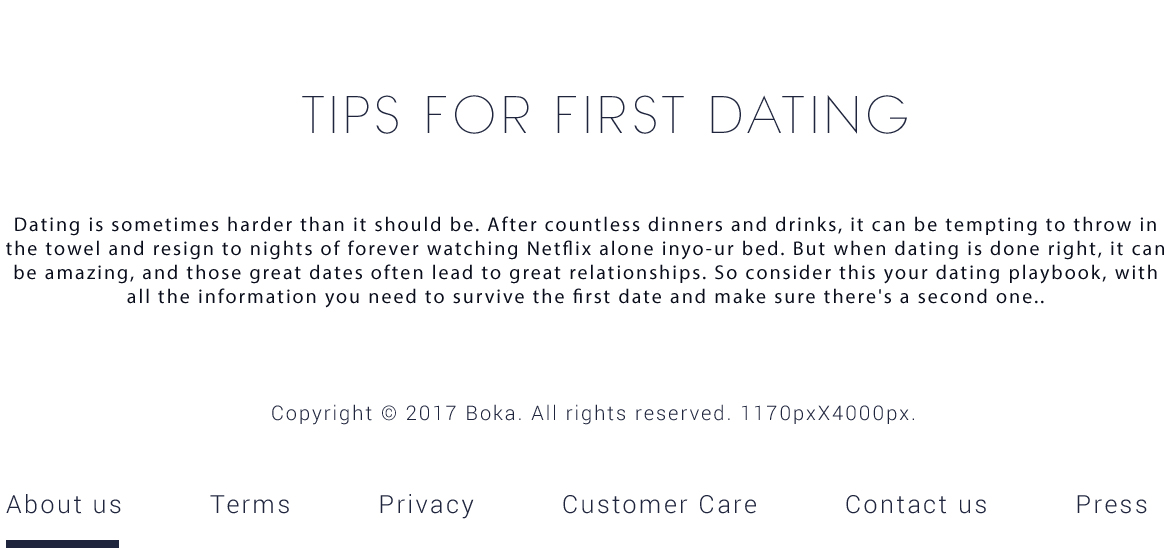 TIPS FOR FIRST DATING
Dating is sometimes harder than it should be. After countless dinners and drinks, it can be tempting to throw in
the towel and resign to nights of forever watching Netflix alone inyo-ur bed. But when dating is done right, it can
be amazing, and those great dates often lead to great relationships. So consider this your dating playbook, with
all the information you need to survive the first date and make sure there's a second one..
Copyright © 2017 Boka. All rights reserved. 1170pxX4000px.
About us Terms Privacy Customer Care Contact us Press